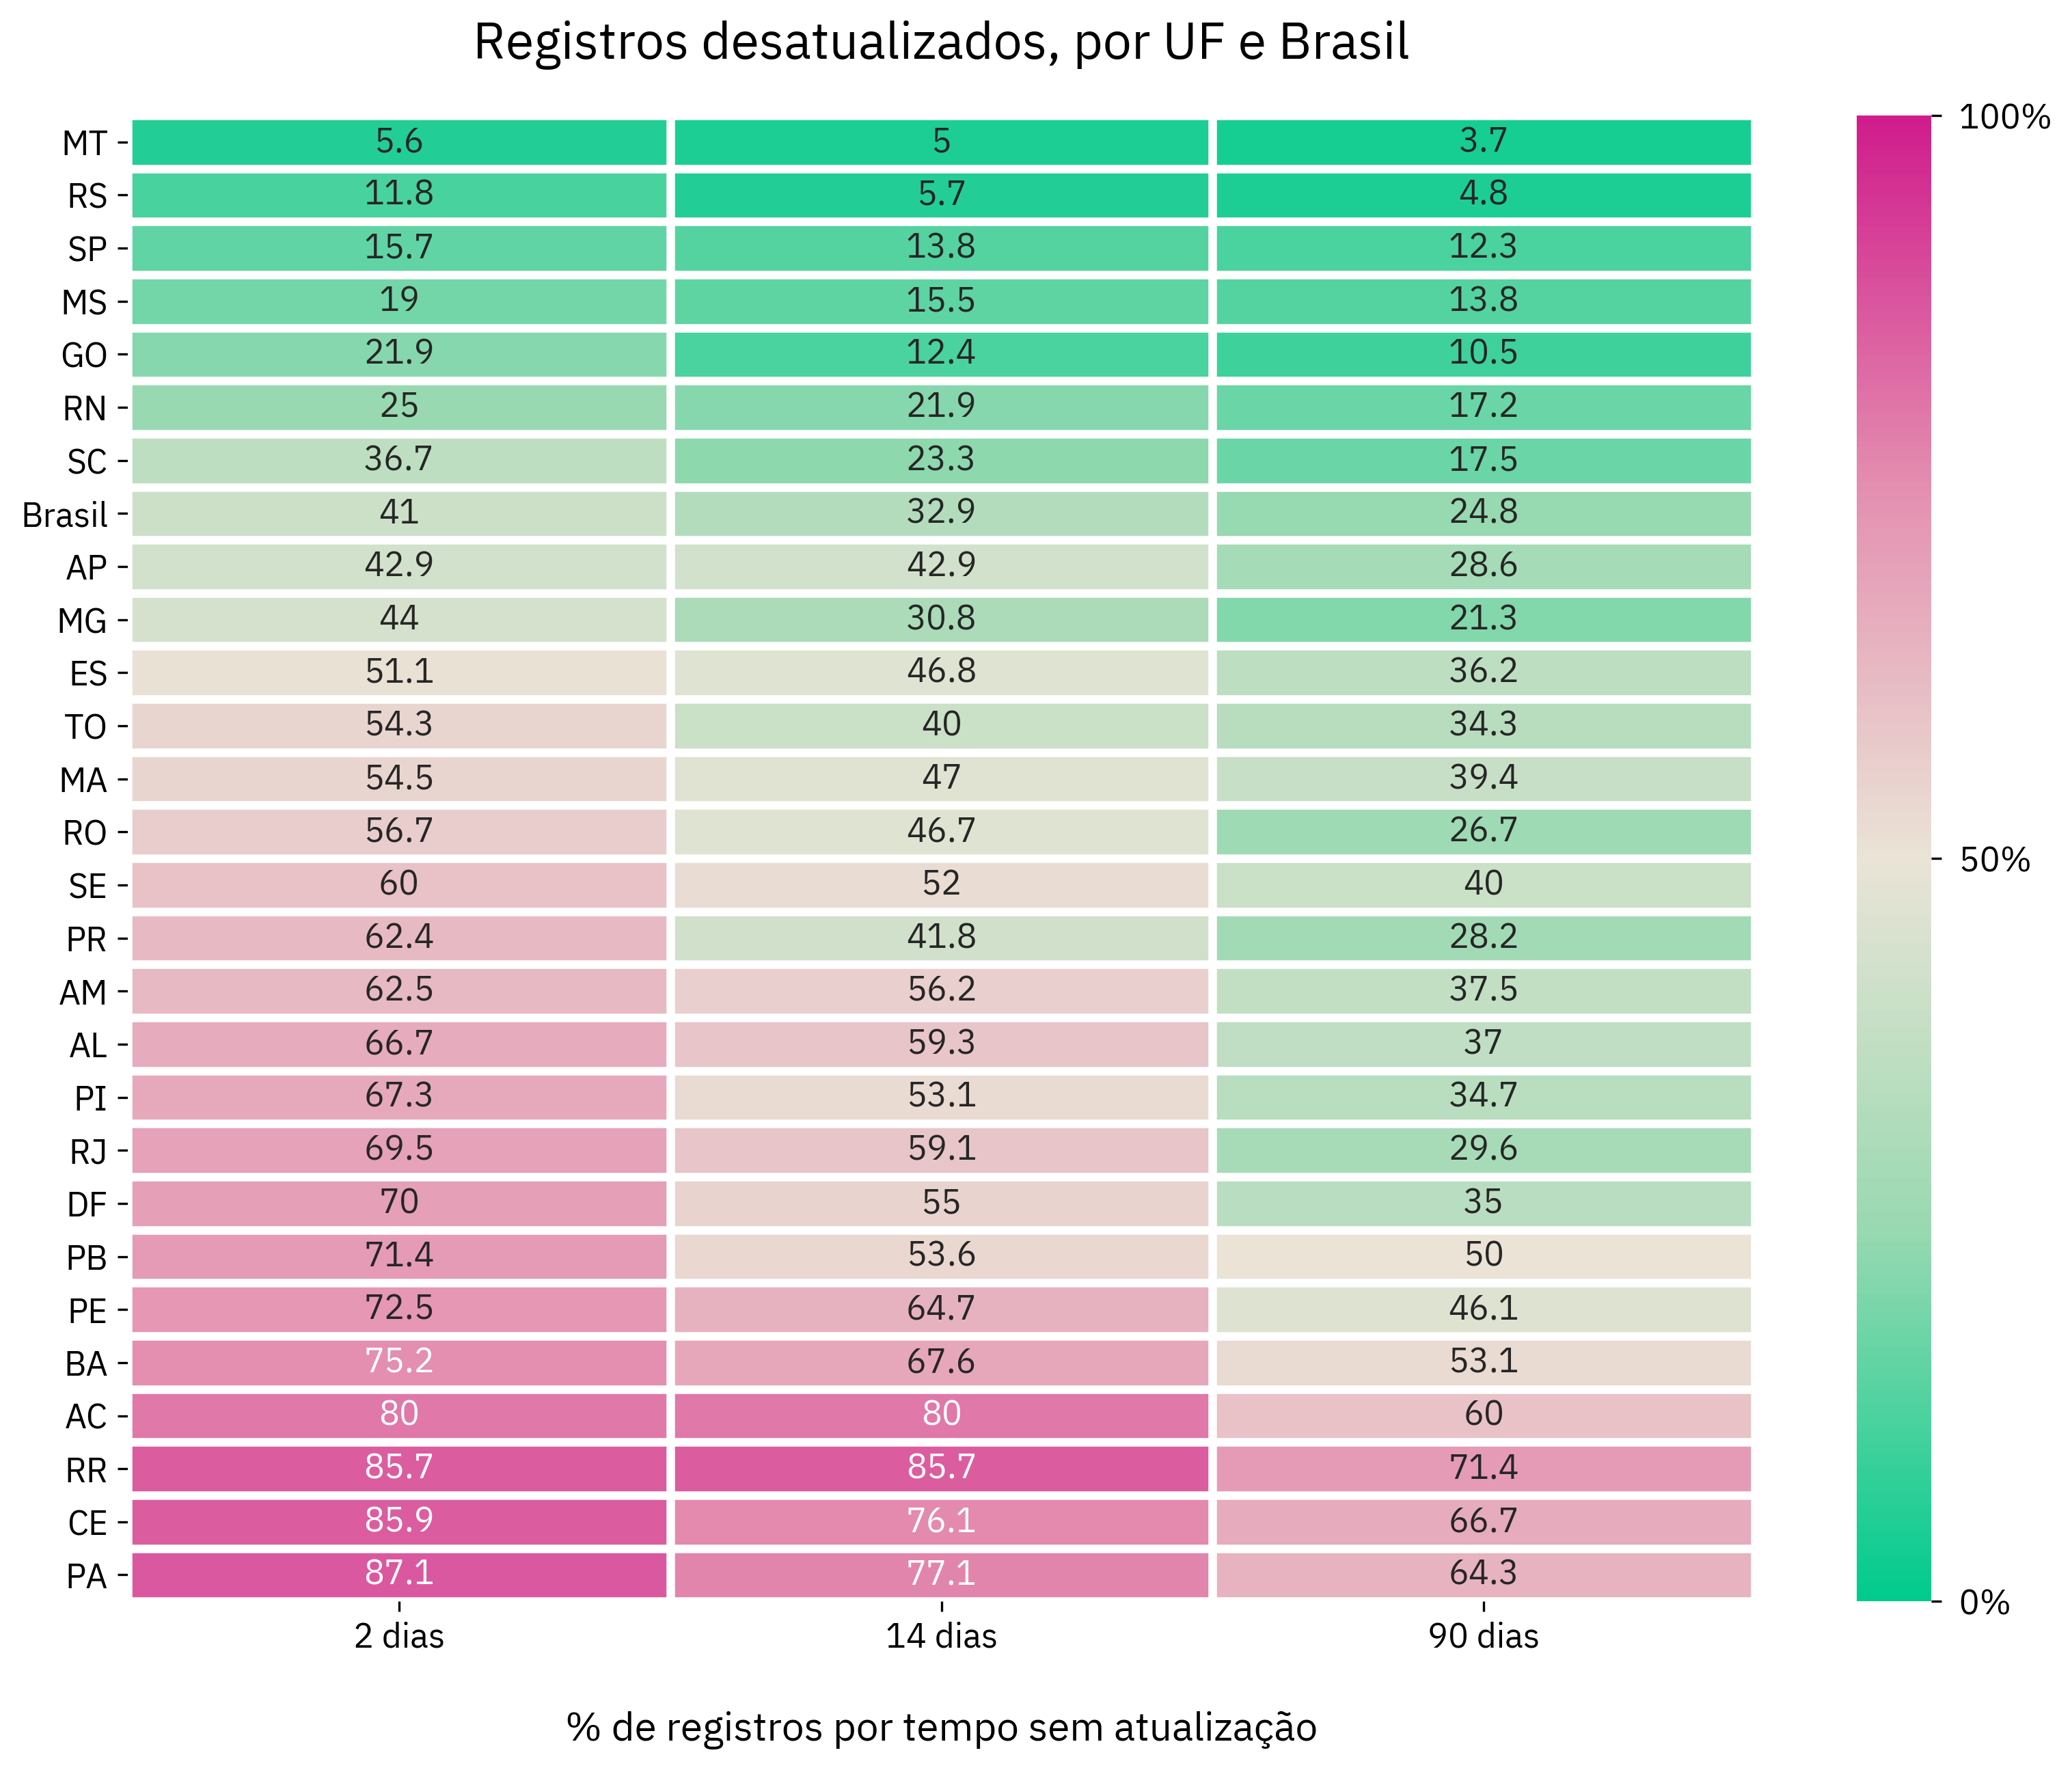 Registros desatualizados, por UF e Brasil
100%
MT 5.6 5 3.7
RS 11.8 5.7 4.8
SP 15.7 13.8 12.3
MS 19 15.5 13.8
GO 21.9 12.4 10.5
RN 25 21.9 17.2
SC 36.7 23.3 17.5
Brasil 41 32.9 24.8
AP 42.9 42.9 28.6
MG 44 30.8 21.3
ES 51.1 46.8 36.2
TO 54.3 40 34.3
MA 54.5 47 39.4
RO 56.7 46.7 26.7
50%
SE 60 52 40
PR 62.4 41.8 28.2
AM 62.5 56.2 37.5
AL 66.7 59.3 37
PI 67.3 53.1 34.7
RJ 69.5 59.1 29.6
DF 70 55 35
PB 71.4 53.6 50
PE 72.5 64.7 46.1
BA 75.2 67.6 53.1
AC 80 80 60
RR 85.7 85.7 71.4
CE 85.9 76.1 66.7
PA 87.1 77.1 64.3
0%
2 dias 14 dias 90 dias
% de registros por tempo sem atualização